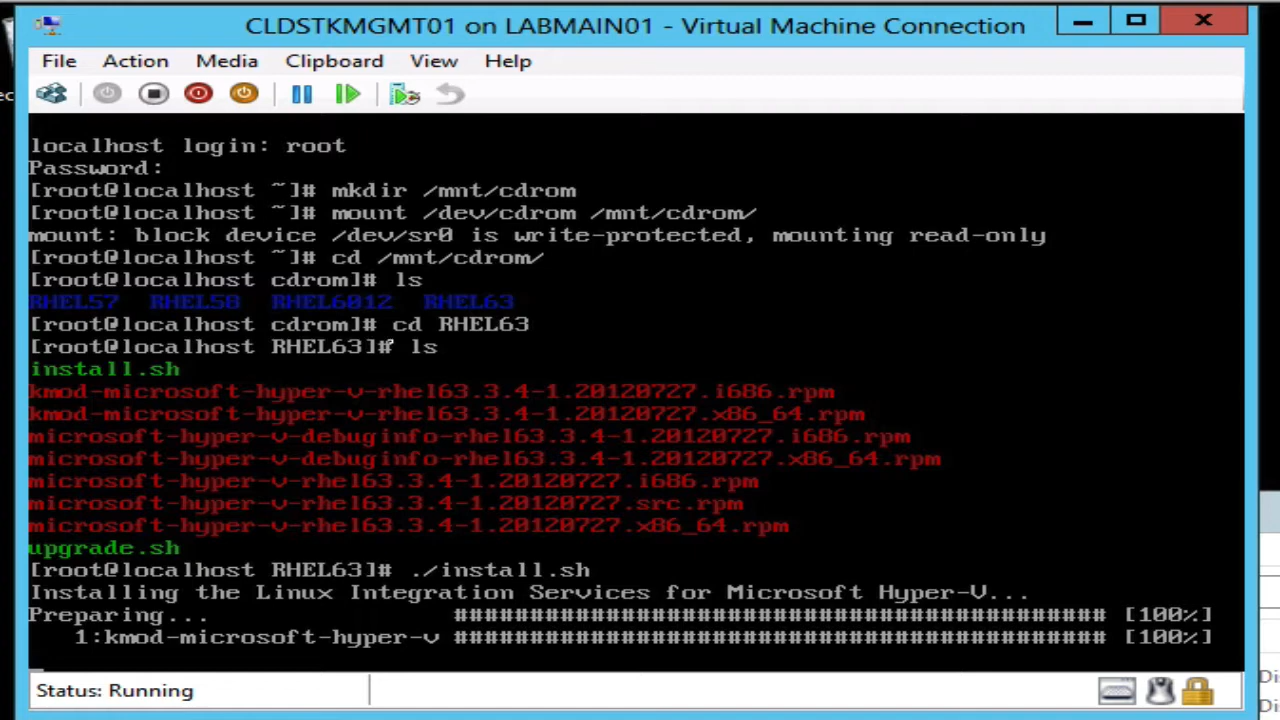 CLDSTKMGMT01 on LABMAIN01 - Virtual Machine Connection
File Action Media Clipboard View Help
localhost login: root
Password:
[root@localhost ~]# mkdir /mnt/cdrom
[root@localhost ~]# mount /dev/cdrom /mnt/cdrom/
mount: block device /dev/sr0 is write-protected, mounting read-only
[root@localhost ~]# cd /mnt/cdrom/
[root@localhost cdrom]# ls
RHEL57 RHEL58 RHEL6012 RHEL63
[root@localhost cdrom]# cd RHEL63
[root@localhost RHEL63]# ls
install.sh
kmod-microsoft-hyper-v-rhel63.3.4-1.20120727.i686.rpm
kmod-microsoft-hyper-v-rhel63.3.4-1.20120727.x86_64.rpm
microsoft-hyper-v-debuginfo-rhel63.3.4-1.20120727.i686.rpm
microsoft-hyper-v-debuginfo-rhel63.3.4-1.20120727.x86_64.rpm
microsoft-hyper-v-rhel63.3.4-1.20120727.i686.rpm
microsoft-hyper-v-rhel63.3.4-1.20120727.src.rpm
microsoft-hyper-v-rhel63.3.4-1.20120727.x86_64.rpm
upgrade.sh
[root@localhost RHEL63]# ./install.sh
Installing the Linux Integration Services for Microsoft Hyper-V...
Preparing... ########################################### [100%]
1:kmod-microsoft-hyper-v ########################################### [100%]
Status: Running